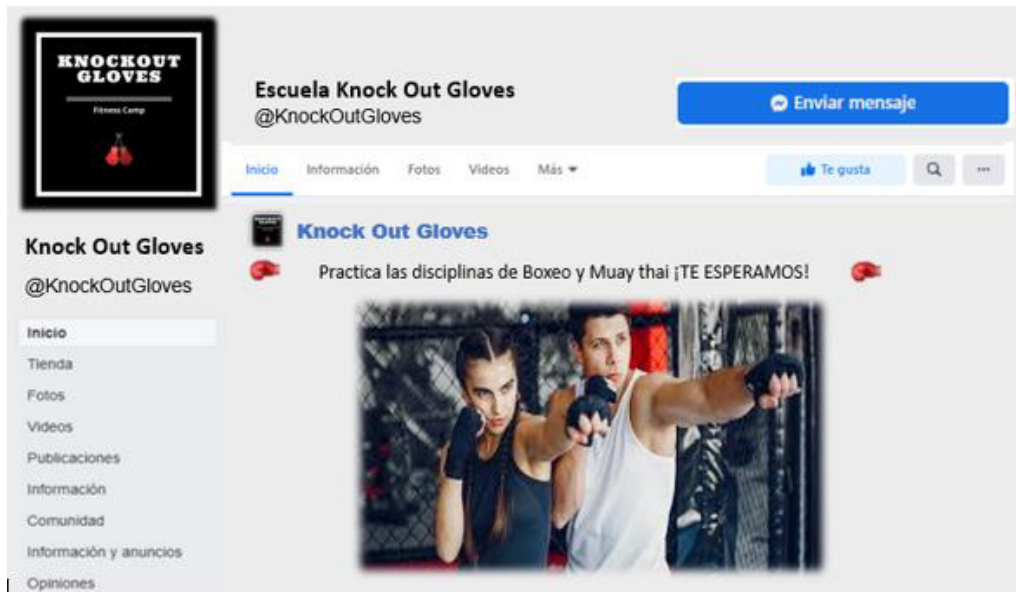 KNOCKOUT
GLOVES
Fitness Camp
Escuela Knock Out Gloves
@KnockOutGloves
Enviar mensaje
Inicio Información Fotos Videos Más
Te gusta
Knock Out Gloves
@KnockOutGloves
Inicio
Tienda
Fotos
Videos
Publicaciones
Información
Comunidad
Información y anuncios
Opiniones
Knock Out Gloves
Practica las disciplinas de Boxeo y Muay thai ¡TE ESPERAMOS!